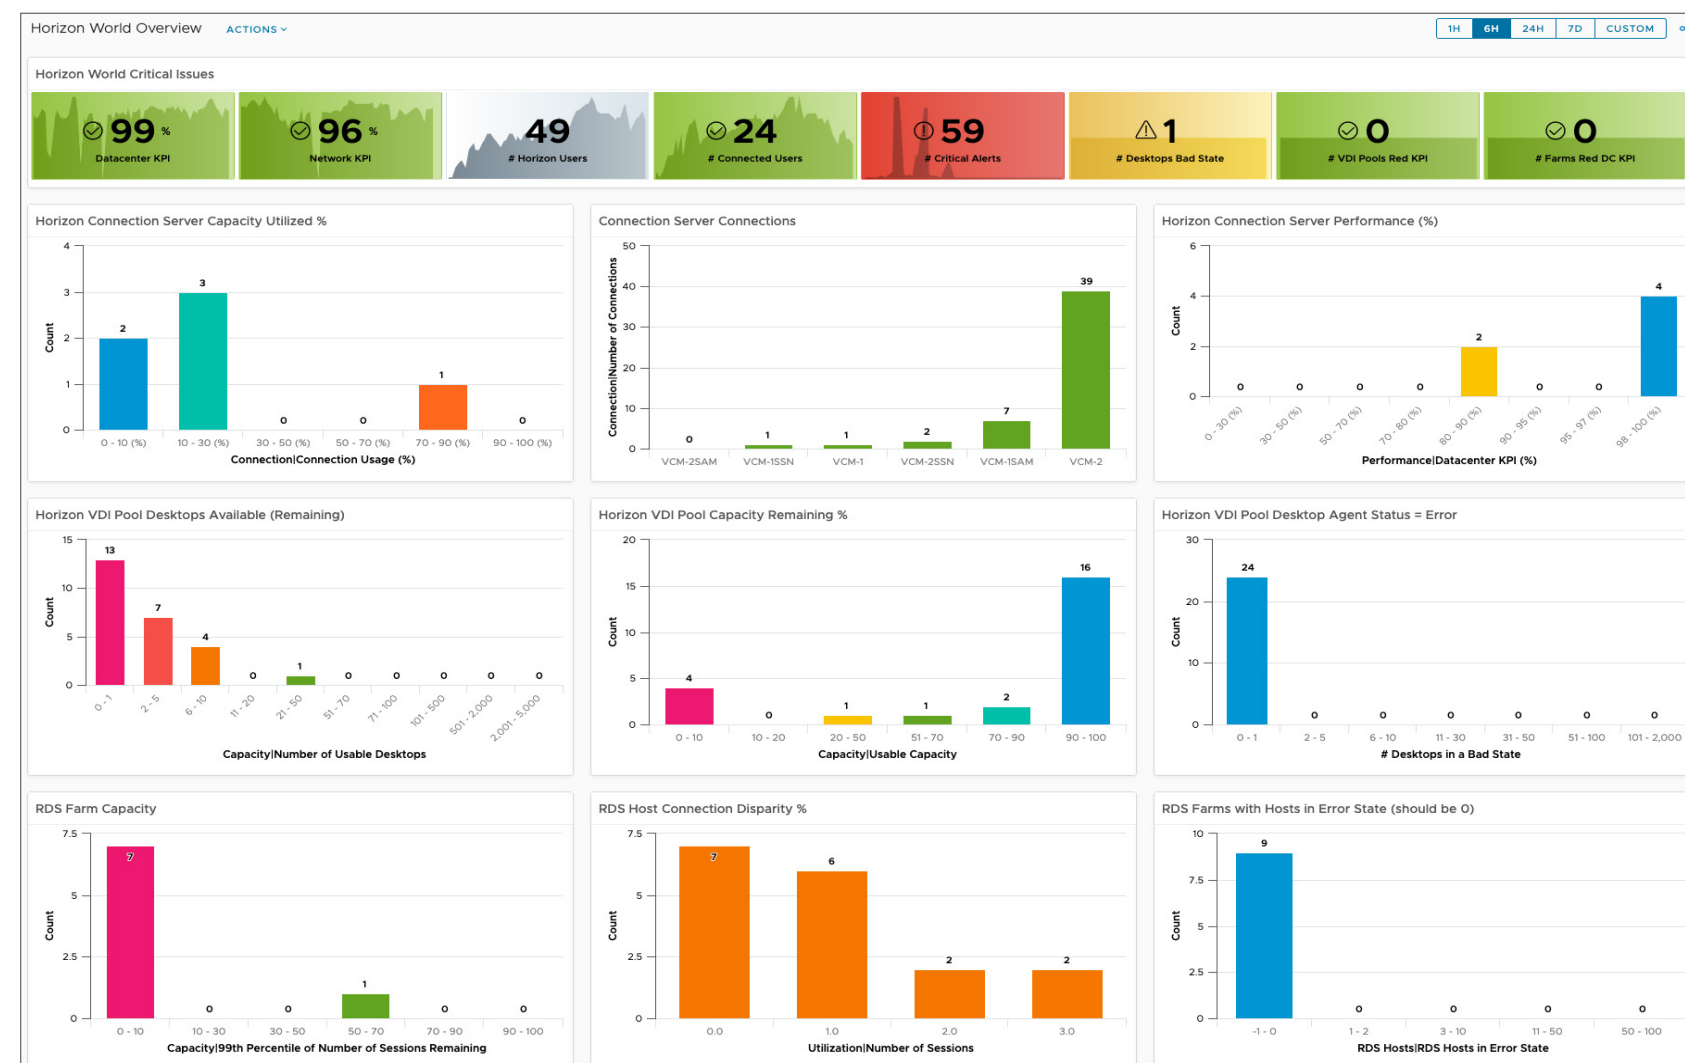 Horizon World Overview ACTIONS 1H 6H 24H 7D CUSTOM
Horizon World Critical Issues
99 %
Datacenter KPI
96 %
Network KPI
49
# Horizon Users
24
# Connected Users
59
# Critical Alerts
1
# Desktops Bad State
0
# VDI Pools Red KPI
0
# Farms Red DC KPI
Horizon Connection Server Capacity Utilized %
4
3
2
1
0
Count
2
3
0
0
1
0
0 - 10 (%) 10 - 30 (%) 30 - 50 (%) 50 - 70 (%) 70 - 90 (%) 90 - 100 (%)
Connection|Connection Usage (%)
Connection Server Connections
50
40
30
20
10
0
Connection|Number of Connections
0
1
1
2
7
39
VCM-2SAM VCM-1SSN VCM-1 VCM-2SSN VCM-1SAM VCM-2
Horizon Connection Server Performance (%)
6
4
2
0
Count
0
0
0
0
2
0
0
4
0 - 30 (%) 30 - 50 (%) 50 - 70 (%) 70 - 80 (%) 80 - 90 (%) 90 - 95 (%) 95 - 97 (%) 98 - 100 (%)
Performance|Datacenter KPI (%)
Horizon VDI Pool Desktops Available (Remaining)
15
10
5
0
Count
13
7
4
0
1
0
0
0
0
0
0 - 1 2 - 5 6 - 10 11 - 20 21 - 50 51 - 70 71 - 100 101 - 500 501 - 2,000 2,001 - 5,000
Capacity|Number of Usable Desktops
Horizon VDI Pool Capacity Remaining %
20
15
10
5
0
Count
4
0
1
1
2
16
0 - 10 10 - 20 20 - 50 51 - 70 70 - 90 90 - 100
Capacity|Usable Capacity
Horizon VDI Pool Desktop Agent Status = Error
30
20
10
0
Count
24
0
0
0
0
0
0
0 - 1 2 - 5 6 - 10 11 - 30 31 - 50 51 - 100 101 - 2,000
# Desktops in a Bad State
RDS Farm Capacity
7.5
5
2.5
0
Count
7
0
0
1
0
0
0 - 10 10 - 30 30 - 50 50 - 70 70 - 90 90 - 100
Capacity|99th Percentile of Number of Sessions Remaining
RDS Host Connection Disparity %
7.5
5
2.5
0
Count
7
6
2
2
0.0 1.0 2.0 3.0
Utilization|Number of Sessions
RDS Farms with Hosts in Error State (should be 0)
10
7.5
5
2.5
0
Count
9
0
0
0
0
-1 - 0 1 - 2 3 - 10 11 - 50 50 - 100
RDS Hosts|RDS Hosts in Error State